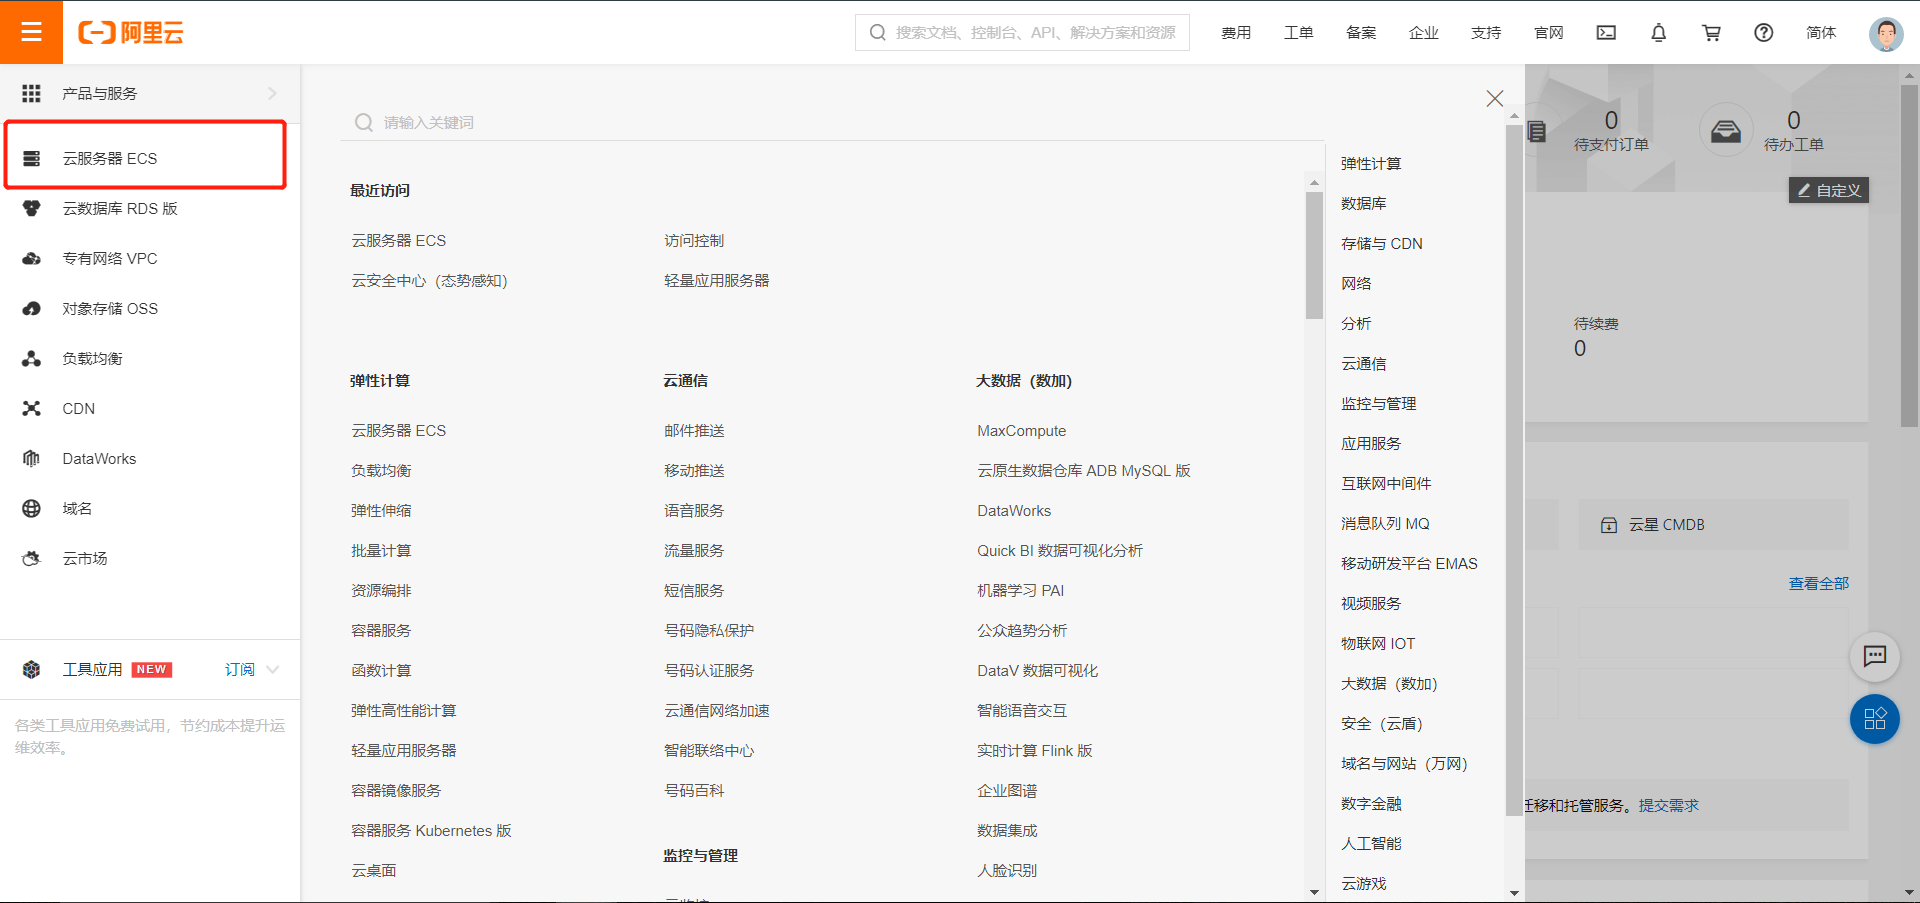 阿里云
搜索文档、控制台、API、解决方案和资源
费用
工单
备案
企业
支持
官网
简体
产品与服务
云服务器 ECS
云数据库 RDS 版
专有网络 VPC
对象存储 OSS
负载均衡
CDN
DataWorks
域名
云市场
工具应用 NEW 订阅
各类工具应用免费试用，节约成本提升运
维效率。
请输入关键词
最近访问
云服务器 ECS
访问控制
云安全中心（态势感知）
轻量应用服务器
弹性计算
云服务器 ECS
负载均衡
弹性伸缩
批量计算
资源编排
容器服务
函数计算
弹性高性能计算
轻量应用服务器
容器镜像服务
容器服务 Kubernetes 版
云桌面
云通信
邮件推送
移动推送
语音服务
流量服务
短信服务
号码隐私保护
号码认证服务
云通信网络加速
智能联络中心
号码百科
监控与管理
大数据（数加）
MaxCompute
云原生数据仓库 ADB MySQL 版
DataWorks
Quick BI 数据可视化分析
机器学习 PAI
公众趋势分析
DataV 数据可视化
智能语音交互
实时计算 Flink 版
企业图谱
数据集成
人脸识别
弹性计算
数据库
存储与 CDN
网络
分析
云通信
监控与管理
应用服务
互联网中间件
消息队列 MQ
移动研发平台 EMAS
视频服务
物联网 IOT
大数据（数加）
安全（云盾）
域名与网站（万网）
数字金融
人工智能
云游戏
0
待支付订单
0
待办工单
自定义
待续费
0
云星 CMDB
查看全部
迁移和托管服务。提交需求